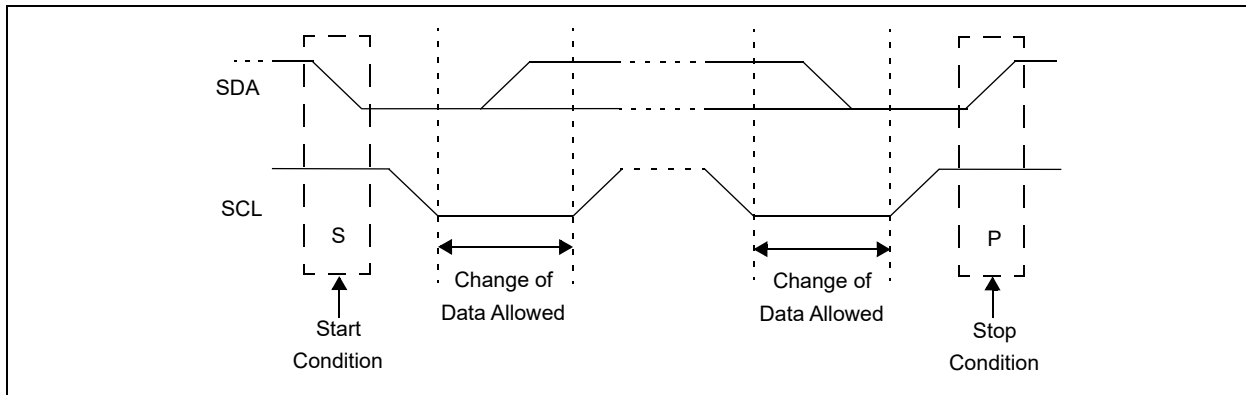 SDA
SCL
S
P
Change of
Data Allowed
Change of
Data Allowed
Start
Condition
Stop
Condition